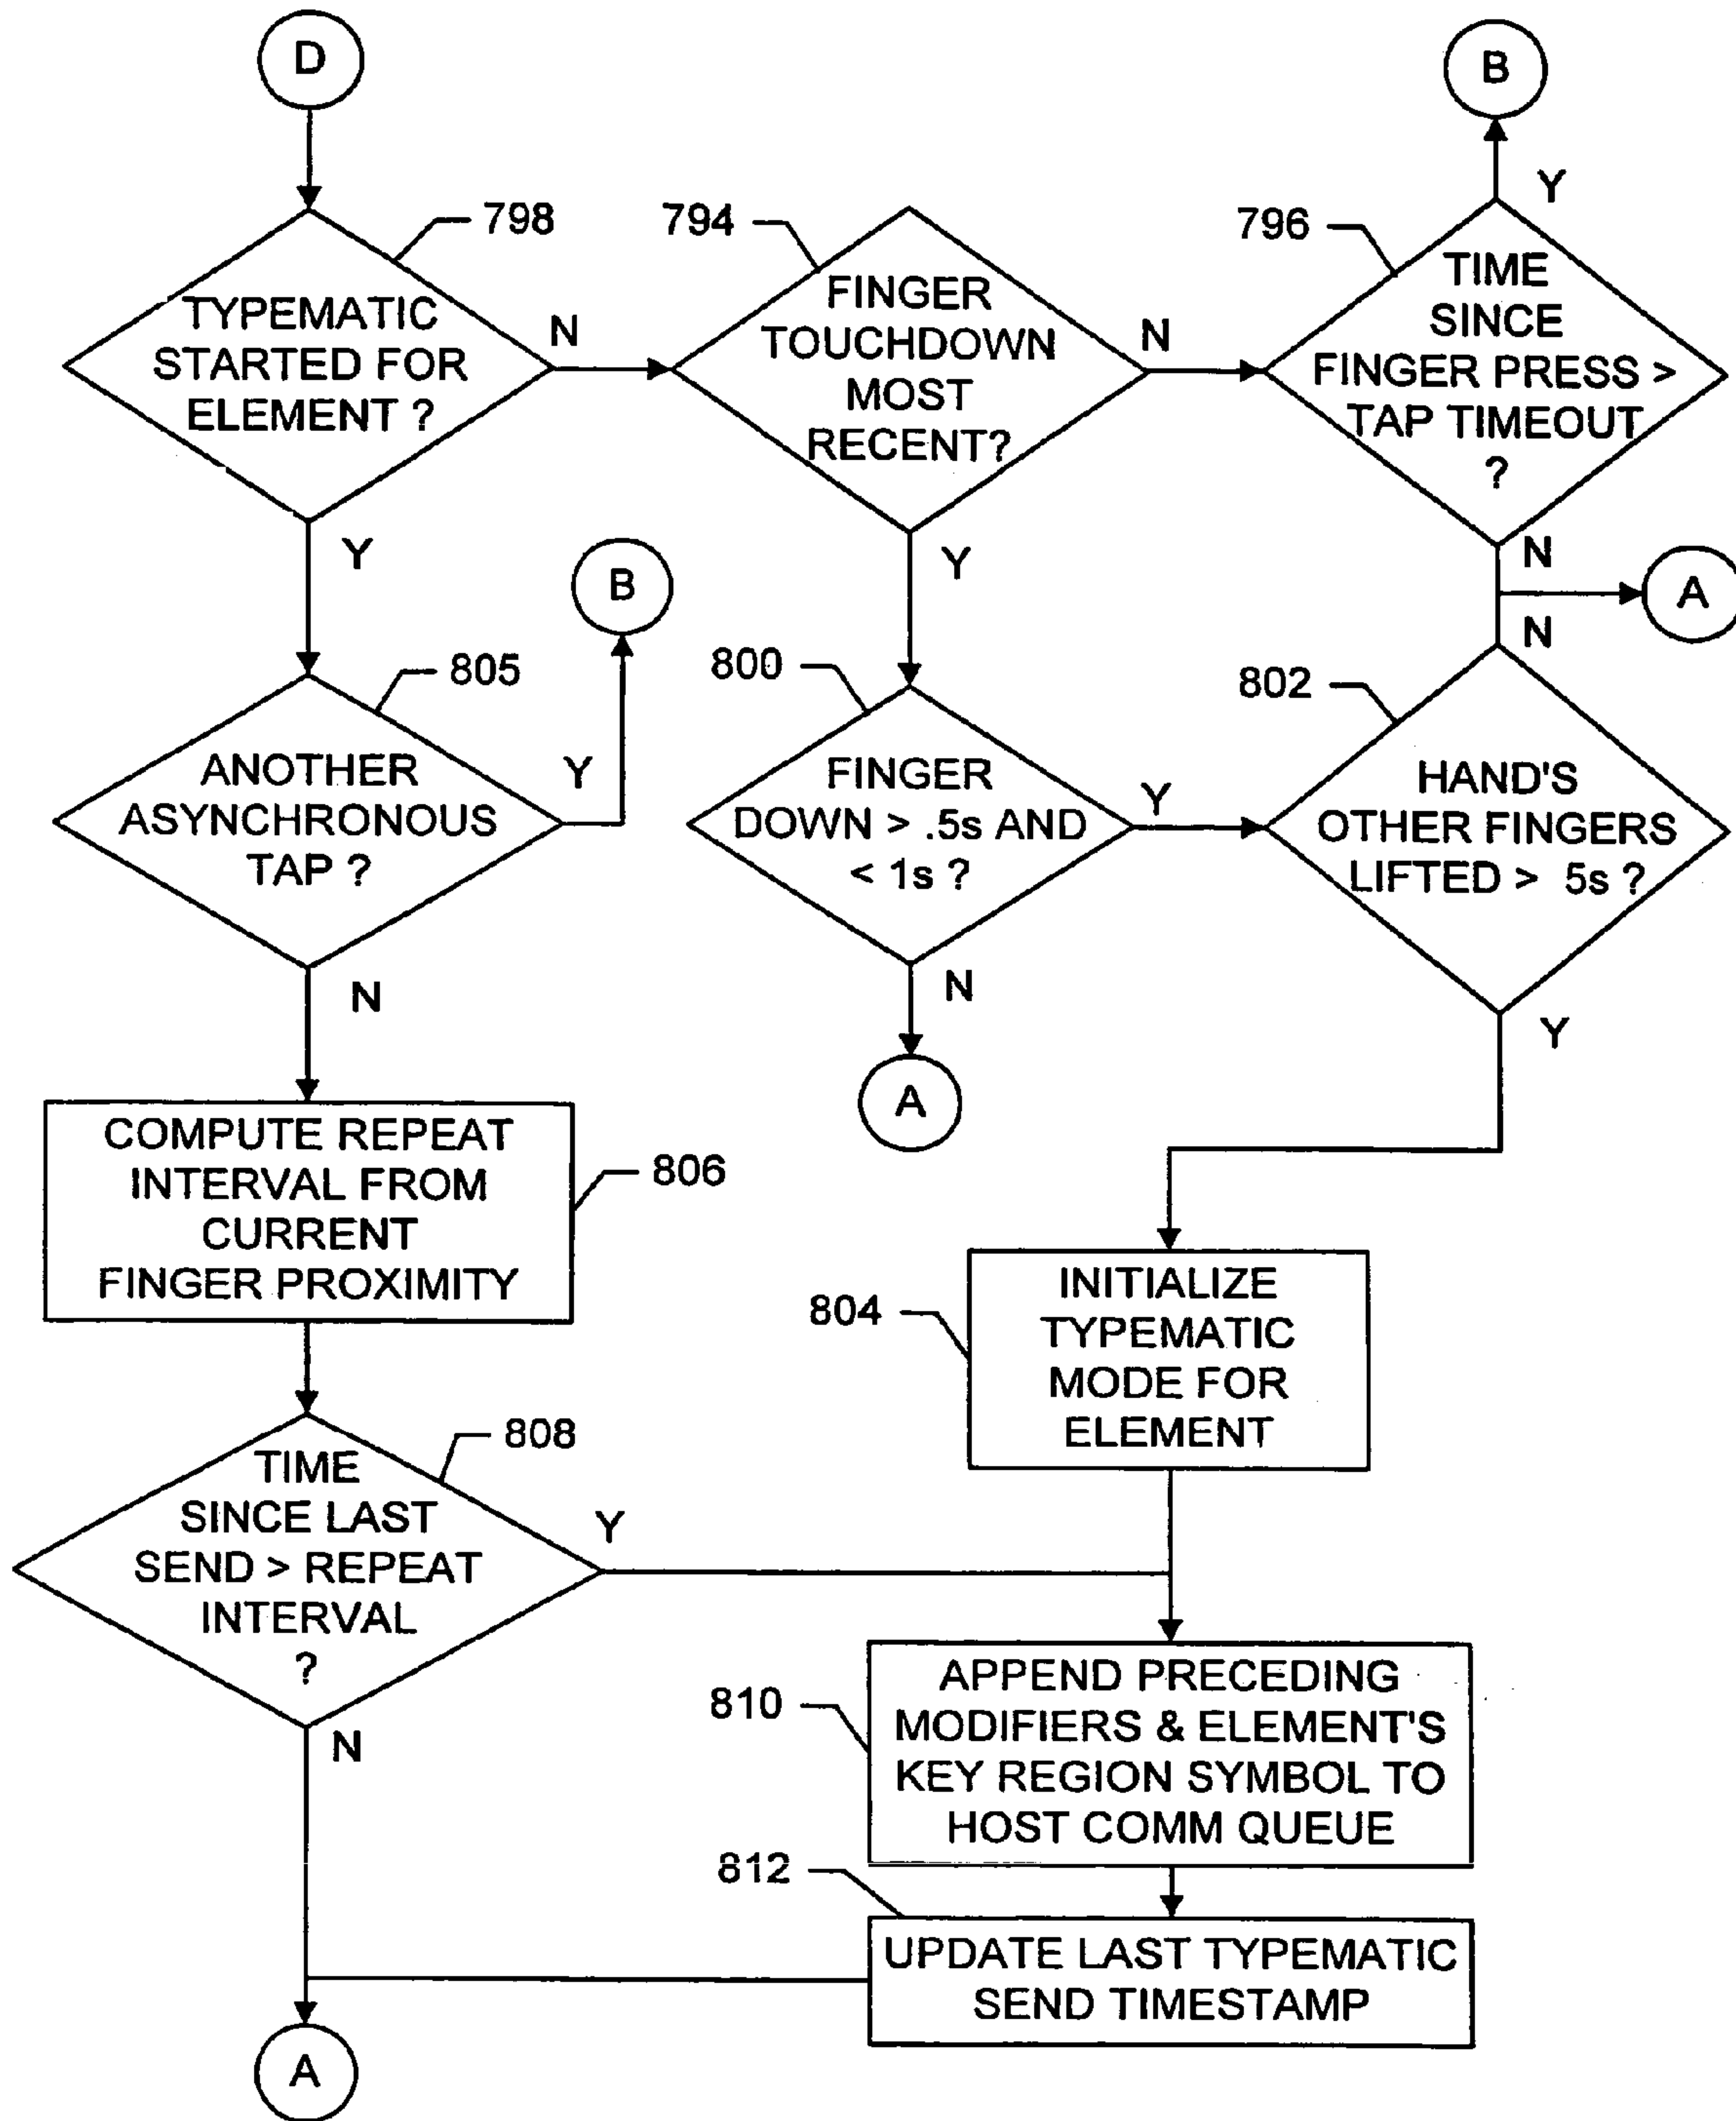 D
B
798
794
796
TYPEMATIC
STARTED FOR
ELEMENT ?
N
Y
FINGER
TOUCHDOWN
MOST
RECENT?
N
Y
TIME
SINCE
FINGER PRESS >
TAP TIMEOUT
?
Y
N
A
N
B
805
ANOTHER
ASYNCHRONOUS
TAP ?
Y
N
800
FINGER
DOWN > .5s AND
< 1s ?
Y
N
A
802
HAND'S
OTHER FINGERS
LIFTED > 5s ?
Y
COMPUTE REPEAT
INTERVAL FROM
CURRENT
FINGER PROXIMITY
806
804
INITIALIZE
TYPEMATIC
MODE FOR
ELEMENT
808
TIME
SINCE LAST
SEND > REPEAT
INTERVAL
?
Y
N
810
APPEND PRECEDING
MODIFIERS & ELEMENT'S
KEY REGION SYMBOL TO
HOST COMM QUEUE
812
UPDATE LAST TYPEMATIC
SEND TIMESTAMP
A